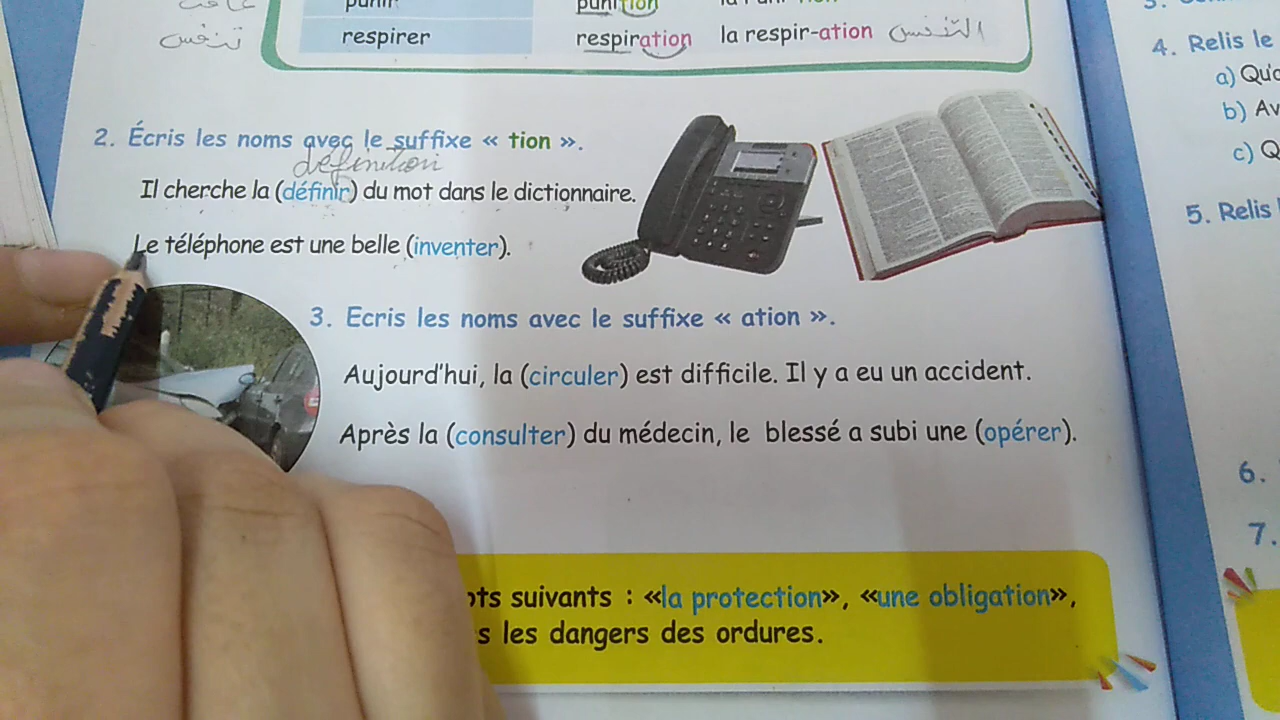 punir punition
تنفس respirer respiration la respir-ation التنفس
2. Écris les noms avec le suffixe « tion ».
définition
Il cherche la (définir) du mot dans le dictionnaire.
Le téléphone est une belle (inventer).
3. Ecris les noms avec le suffixe « ation ».
Aujourd'hui, la (circuler) est difficile. Il y a eu un accident.
Après la (consulter) du médecin, le blessé a subi une (opérer).
ots suivants : «la protection», «une obligation»,
s les dangers des ordures.
4. Relis le
a) Qu'
b) Av
c) Q
5. Relis
6.
7.